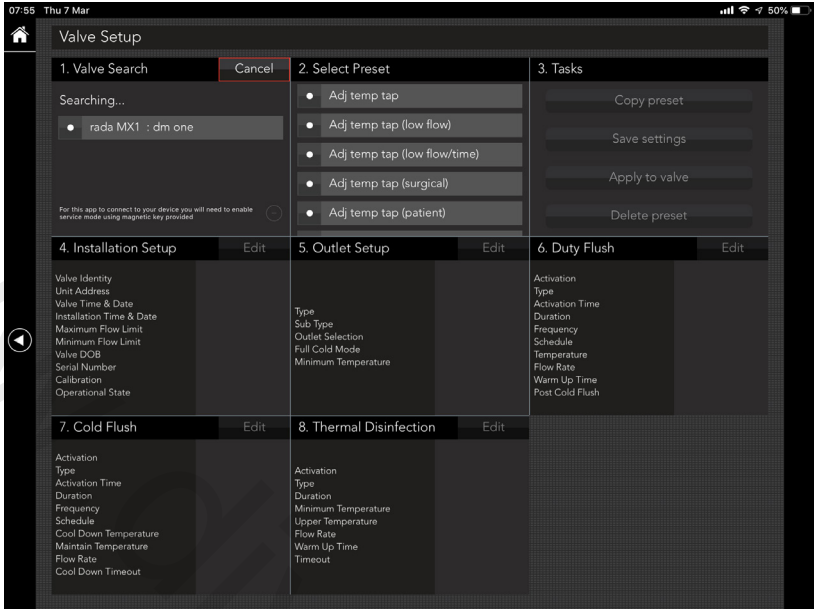 07:55 Thu 7 Mar
50%
Valve Setup
1. Valve Search
Cancel
Searching...
rada MX1 : dm one
For this app to connect to your device you will need to enable
service mode using magnetic key provided
2. Select Preset
Adj temp tap
Adj temp tap (low flow)
Adj temp tap (low flow/time)
Adj temp tap (surgical)
Adj temp tap (patient)
3. Tasks
Copy preset
Save settings
Apply to valve
Delete preset
4. Installation Setup
Edit
Valve Identity
Unit Address
Valve Time & Date
Installation Time & Date
Maximum Flow Limit
Minimum Flow Limit
Valve DOB
Serial Number
Calibration
Operational State
5. Outlet Setup
Edit
Type
Sub Type
Outlet Selection
Full Cold Mode
Minimum Temperature
6. Duty Flush
Edit
Activation
Type
Activation Time
Duration
Frequency
Schedule
Temperature
Flow Rate
Warm Up Time
Post Cold Flush
7. Cold Flush
Edit
Activation
Type
Activation Time
Duration
Frequency
Schedule
Cool Down Temperature
Maintain Temperature
Flow Rate
Cool Down Timeout
8. Thermal Disinfection
Edit
Activation
Type
Duration
Minimum Temperature
Upper Temperature
Flow Rate
Warm Up Time
Timeout